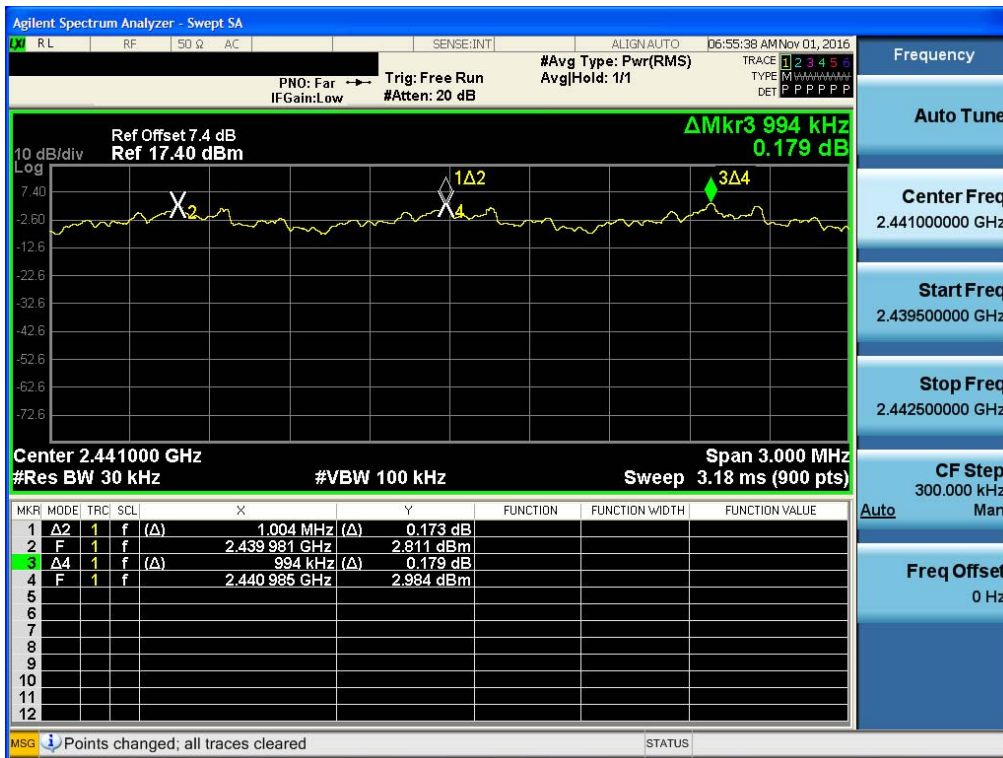 Agilent Spectrum Analyzer - Swept SA
LXI RL RF 50 Ω AC SENSE:INT ALIGNAUTO 06:55:38 AM Nov 01, 2016
PNO: Far Trig: Free Run #Avg Type: Pwr(RMS) TRACE 1 2 3 4 5 6
IFGain:Low #Atten: 20 dB Avg|Hold: 1/1 TYPE M
DET P P P P P P
Frequency
Auto Tune
Center Freq
2.441000000 GHz
Start Freq
2.439500000 GHz
Stop Freq
2.442500000 GHz
CF Step
300.000 kHz
Auto Man
Freq Offset
0 Hz
ΔMkr3 994 kHz
0.179 dB
Ref Offset 7.4 dB
10 dB/div Ref 17.40 dBm
Log
1Δ2 3Δ4
7.40
2 4
-2.60
-12.6
-22.6
-32.6
-42.6
-52.6
-62.6
-72.6
Center 2.441000 GHz Span 3.000 MHz
#Res BW 30 kHz #VBW 100 kHz Sweep 3.18 ms (900 pts)
MKR MODE TRC SCL X Y FUNCTION FUNCTION WIDTH FUNCTION VALUE
1 Δ2 1 f (Δ) 1.004 MHz (Δ) 0.173 dB
2 F 1 f 2.439 981 GHz 2.811 dBm
3 Δ4 1 f (Δ) 994 kHz (Δ) 0.179 dB
4 F 1 f 2.440 985 GHz 2.984 dBm
5
6
7
8
9
10
11
12
MSG Points changed; all traces cleared STATUS